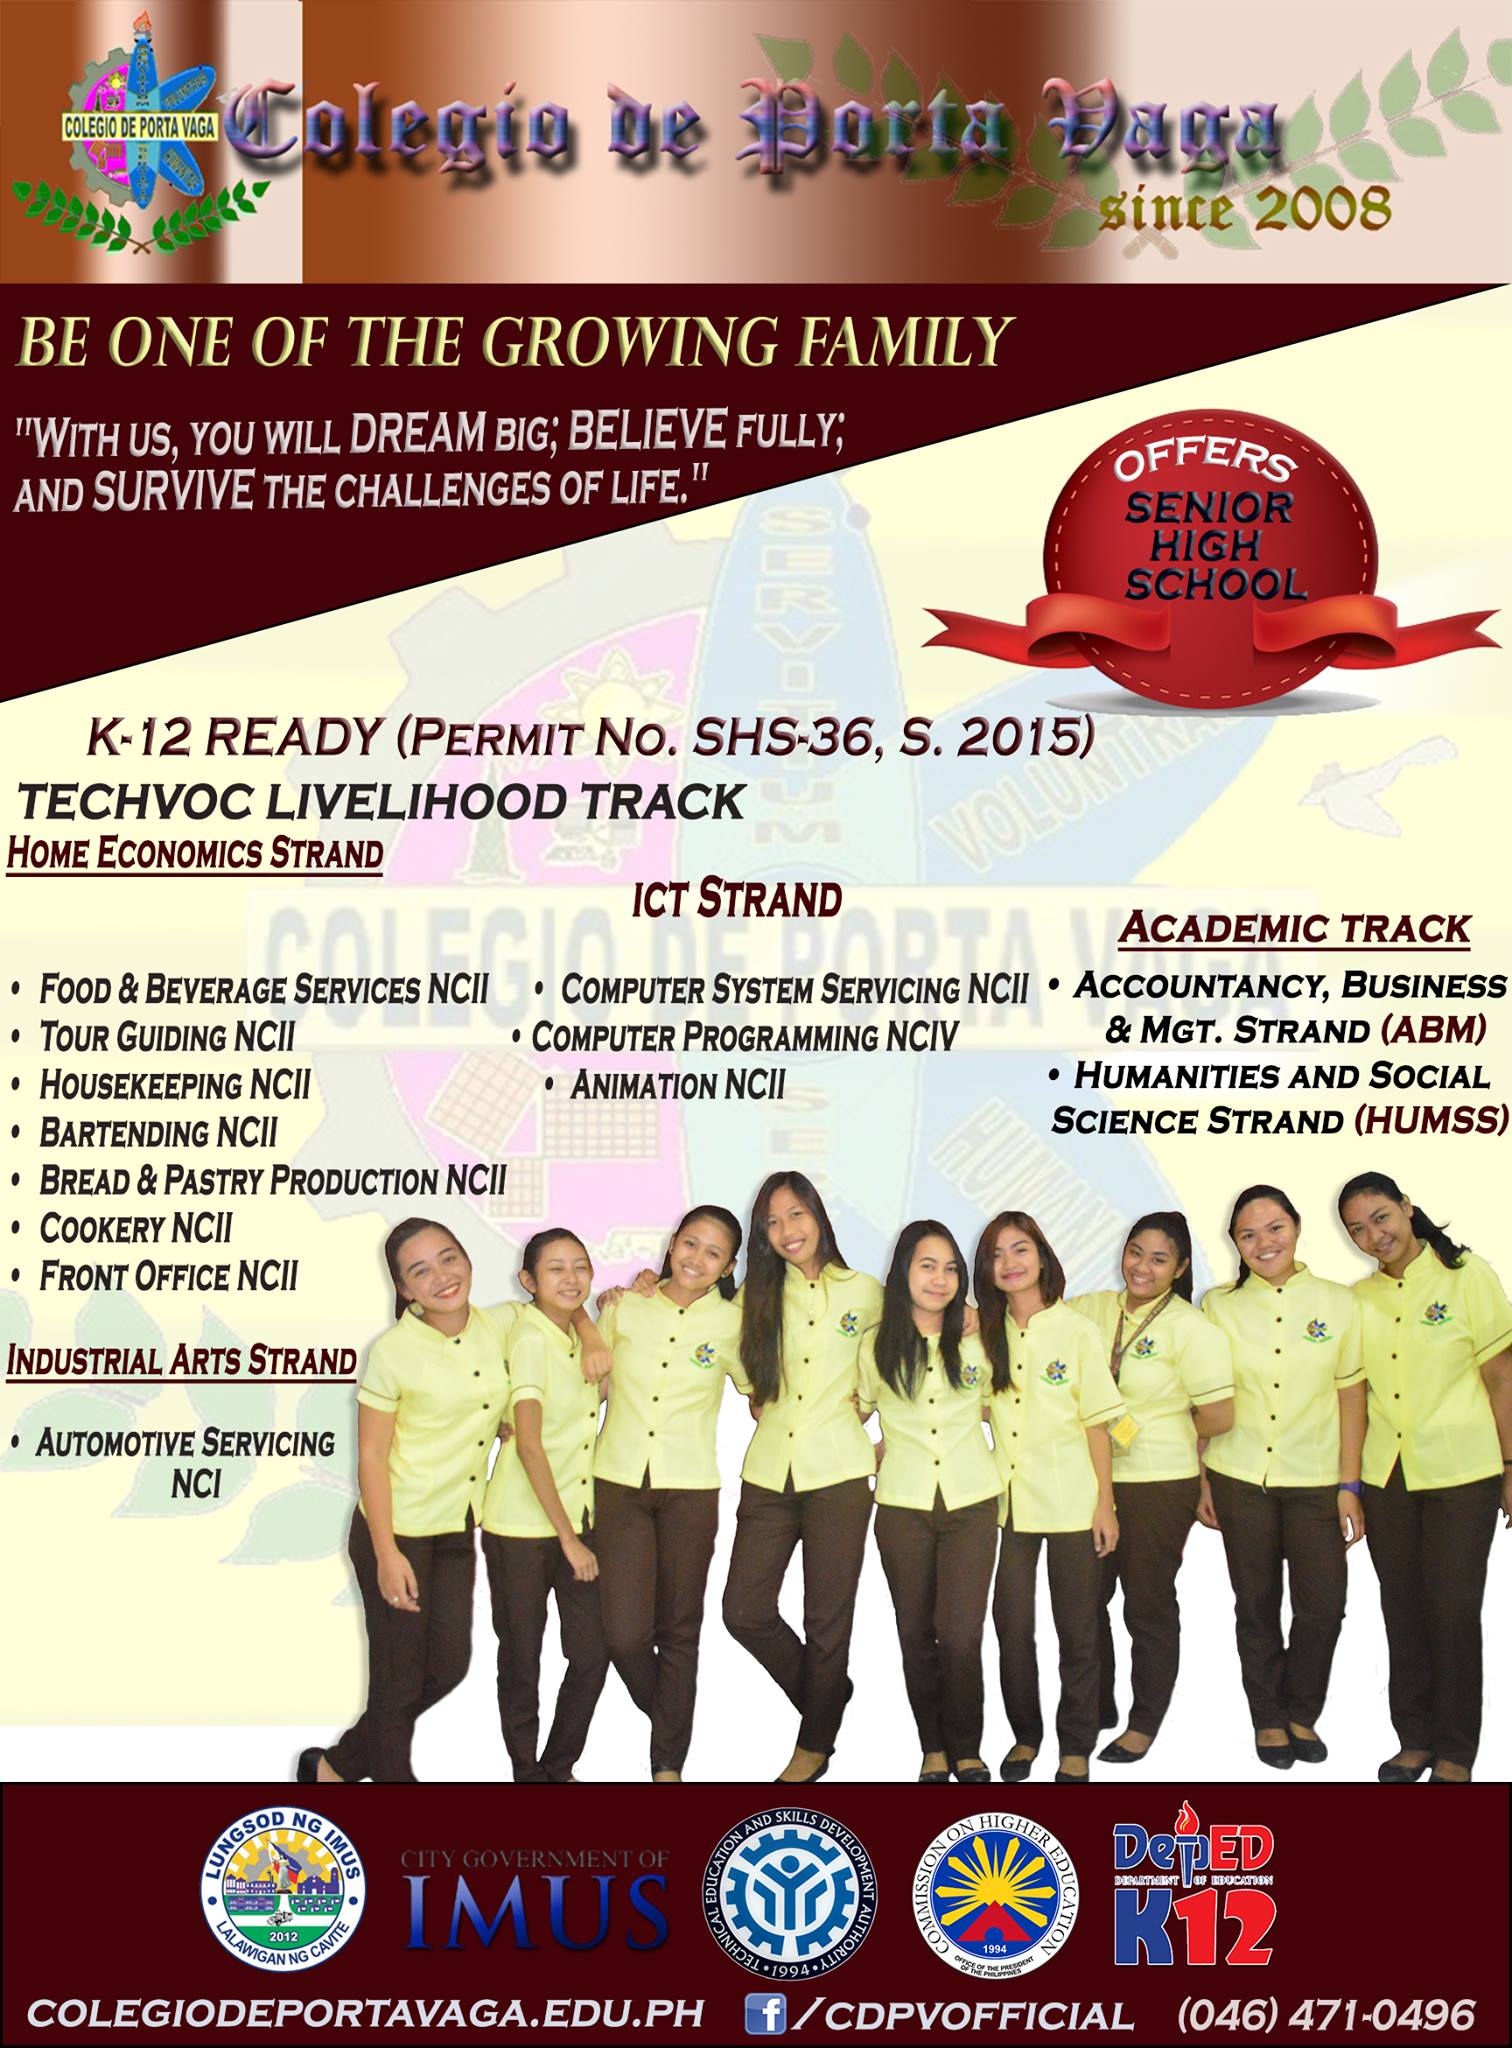 COLEGIO DE PORTA VAGA
SERVITIUM
VOLUNTAS
Colegio de Porta Vaga
since 2008
BE ONE OF THE GROWING FAMILY
"WITH US, YOU WILL DREAM BIG; BELIEVE FULLY;
AND SURVIVE THE CHALLENGES OF LIFE."
OFFERS
SENIOR
HIGH
SCHOOL
K-12 READY (PERMIT NO. SHS-36, S. 2015)
TECHVOC LIVELIHOOD TRACK
HOME ECONOMICS STRAND
• FOOD & BEVERAGE SERVICES NCII
• TOUR GUIDING NCII
• HOUSEKEEPING NCII
• BARTENDING NCII
• BREAD & PASTRY PRODUCTION NCII
• COOKERY NCII
• FRONT OFFICE NCII
INDUSTRIAL ARTS STRAND
• AUTOMOTIVE SERVICING
NCI
ICT STRAND
• COMPUTER SYSTEM SERVICING NCII
• COMPUTER PROGRAMMING NCIV
• ANIMATION NCII
ACADEMIC TRACK
• ACCOUNTANCY, BUSINESS
& MGT. STRAND (ABM)
• HUMANITIES AND SOCIAL
SCIENCE STRAND (HUMSS)
COLEGIO DE PORTA VAGA
LUNGSOD NG IMUS
2012
LALAWIGAN NG CAVITE
CITY GOVERNMENT OF
IMUS
TECHNICAL EDUCATION AND SKILLS DEVELOPMENT AUTHORITY
• 1994 •
COMMISSION ON HIGHER EDUCATION
1994
OFFICE OF THE PRESIDENT
OF THE PHILIPPINES
DepED
DEPARTMENT OF EDUCATION
K12
COLEGIODEPORTAVAGA.EDU.PH
f/CDPVOFFICIAL
(046) 471-0496